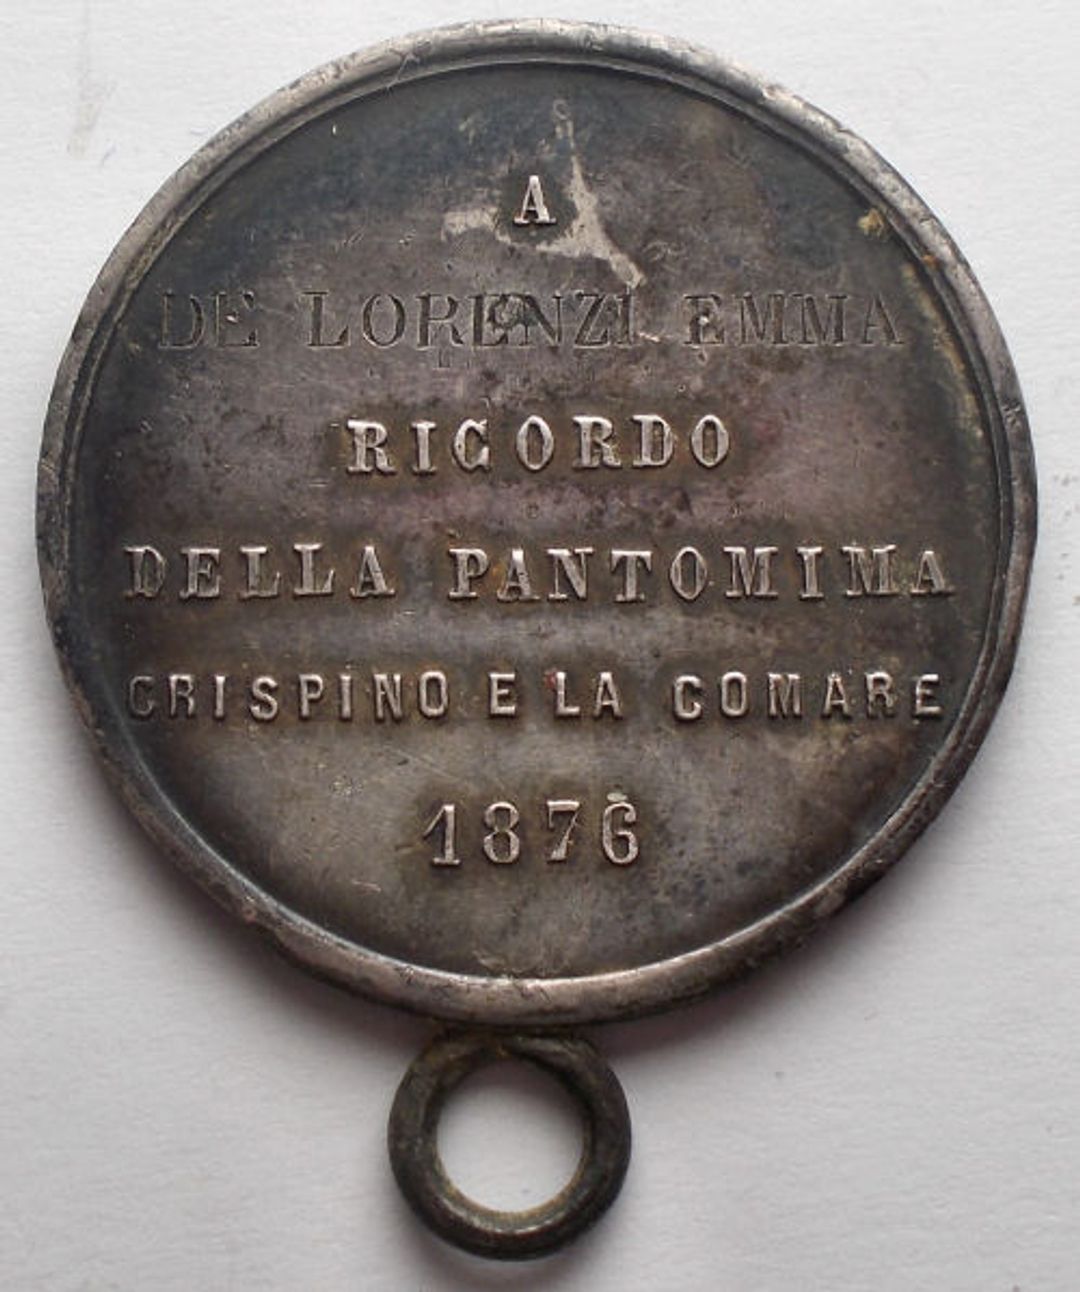 A
DE LORENZI EMMA
RICORDO
DELLA PANTOMIMA
CRISPINO E LA COMARE
1876